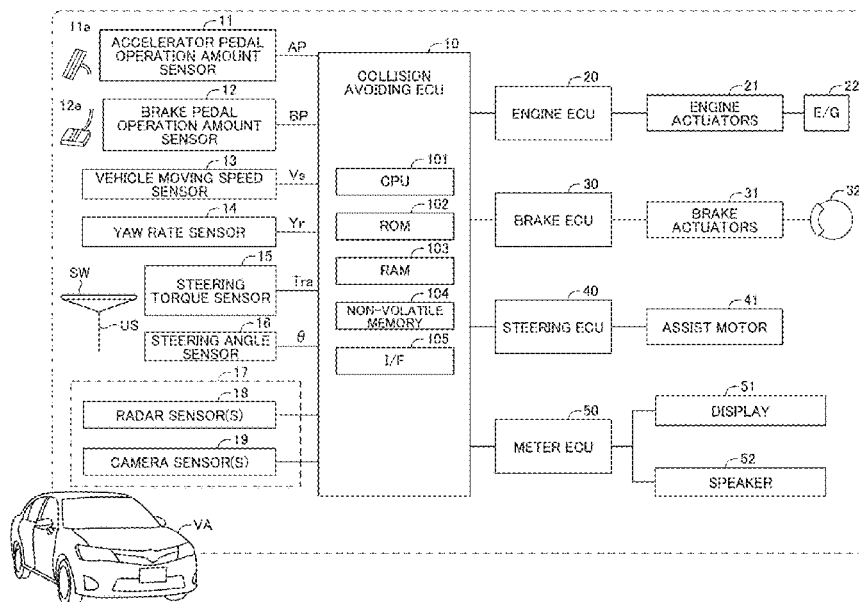 11a
11
ACCELERATOR PEDAL
OPERATION AMOUNT
SENSOR
AP
12a
12
BRAKE PEDAL
OPERATION AMOUNT
SENSOR
BP
13
VEHICLE MOVING SPEED
SENSOR
Vs
14
YAW RATE SENSOR
Yr
SW
US
15
STEERING
TORQUE SENSOR
Tra
16
STEERING ANGLE
SENSOR
θ
17
18
RADAR SENSOR(S)
19
CAMERA SENSOR(S)
VA
10
COLLISION
AVOIDING ECU
101
CPU
102
ROM
103
RAM
104
NON-VOLATILE
MEMORY
105
I/F
20
ENGINE ECU
21
ENGINE
ACTUATORS
22
E/G
30
BRAKE ECU
31
BRAKE
ACTUATORS
32
40
STEERING ECU
41
ASSIST MOTOR
50
METER ECU
51
DISPLAY
52
SPEAKER